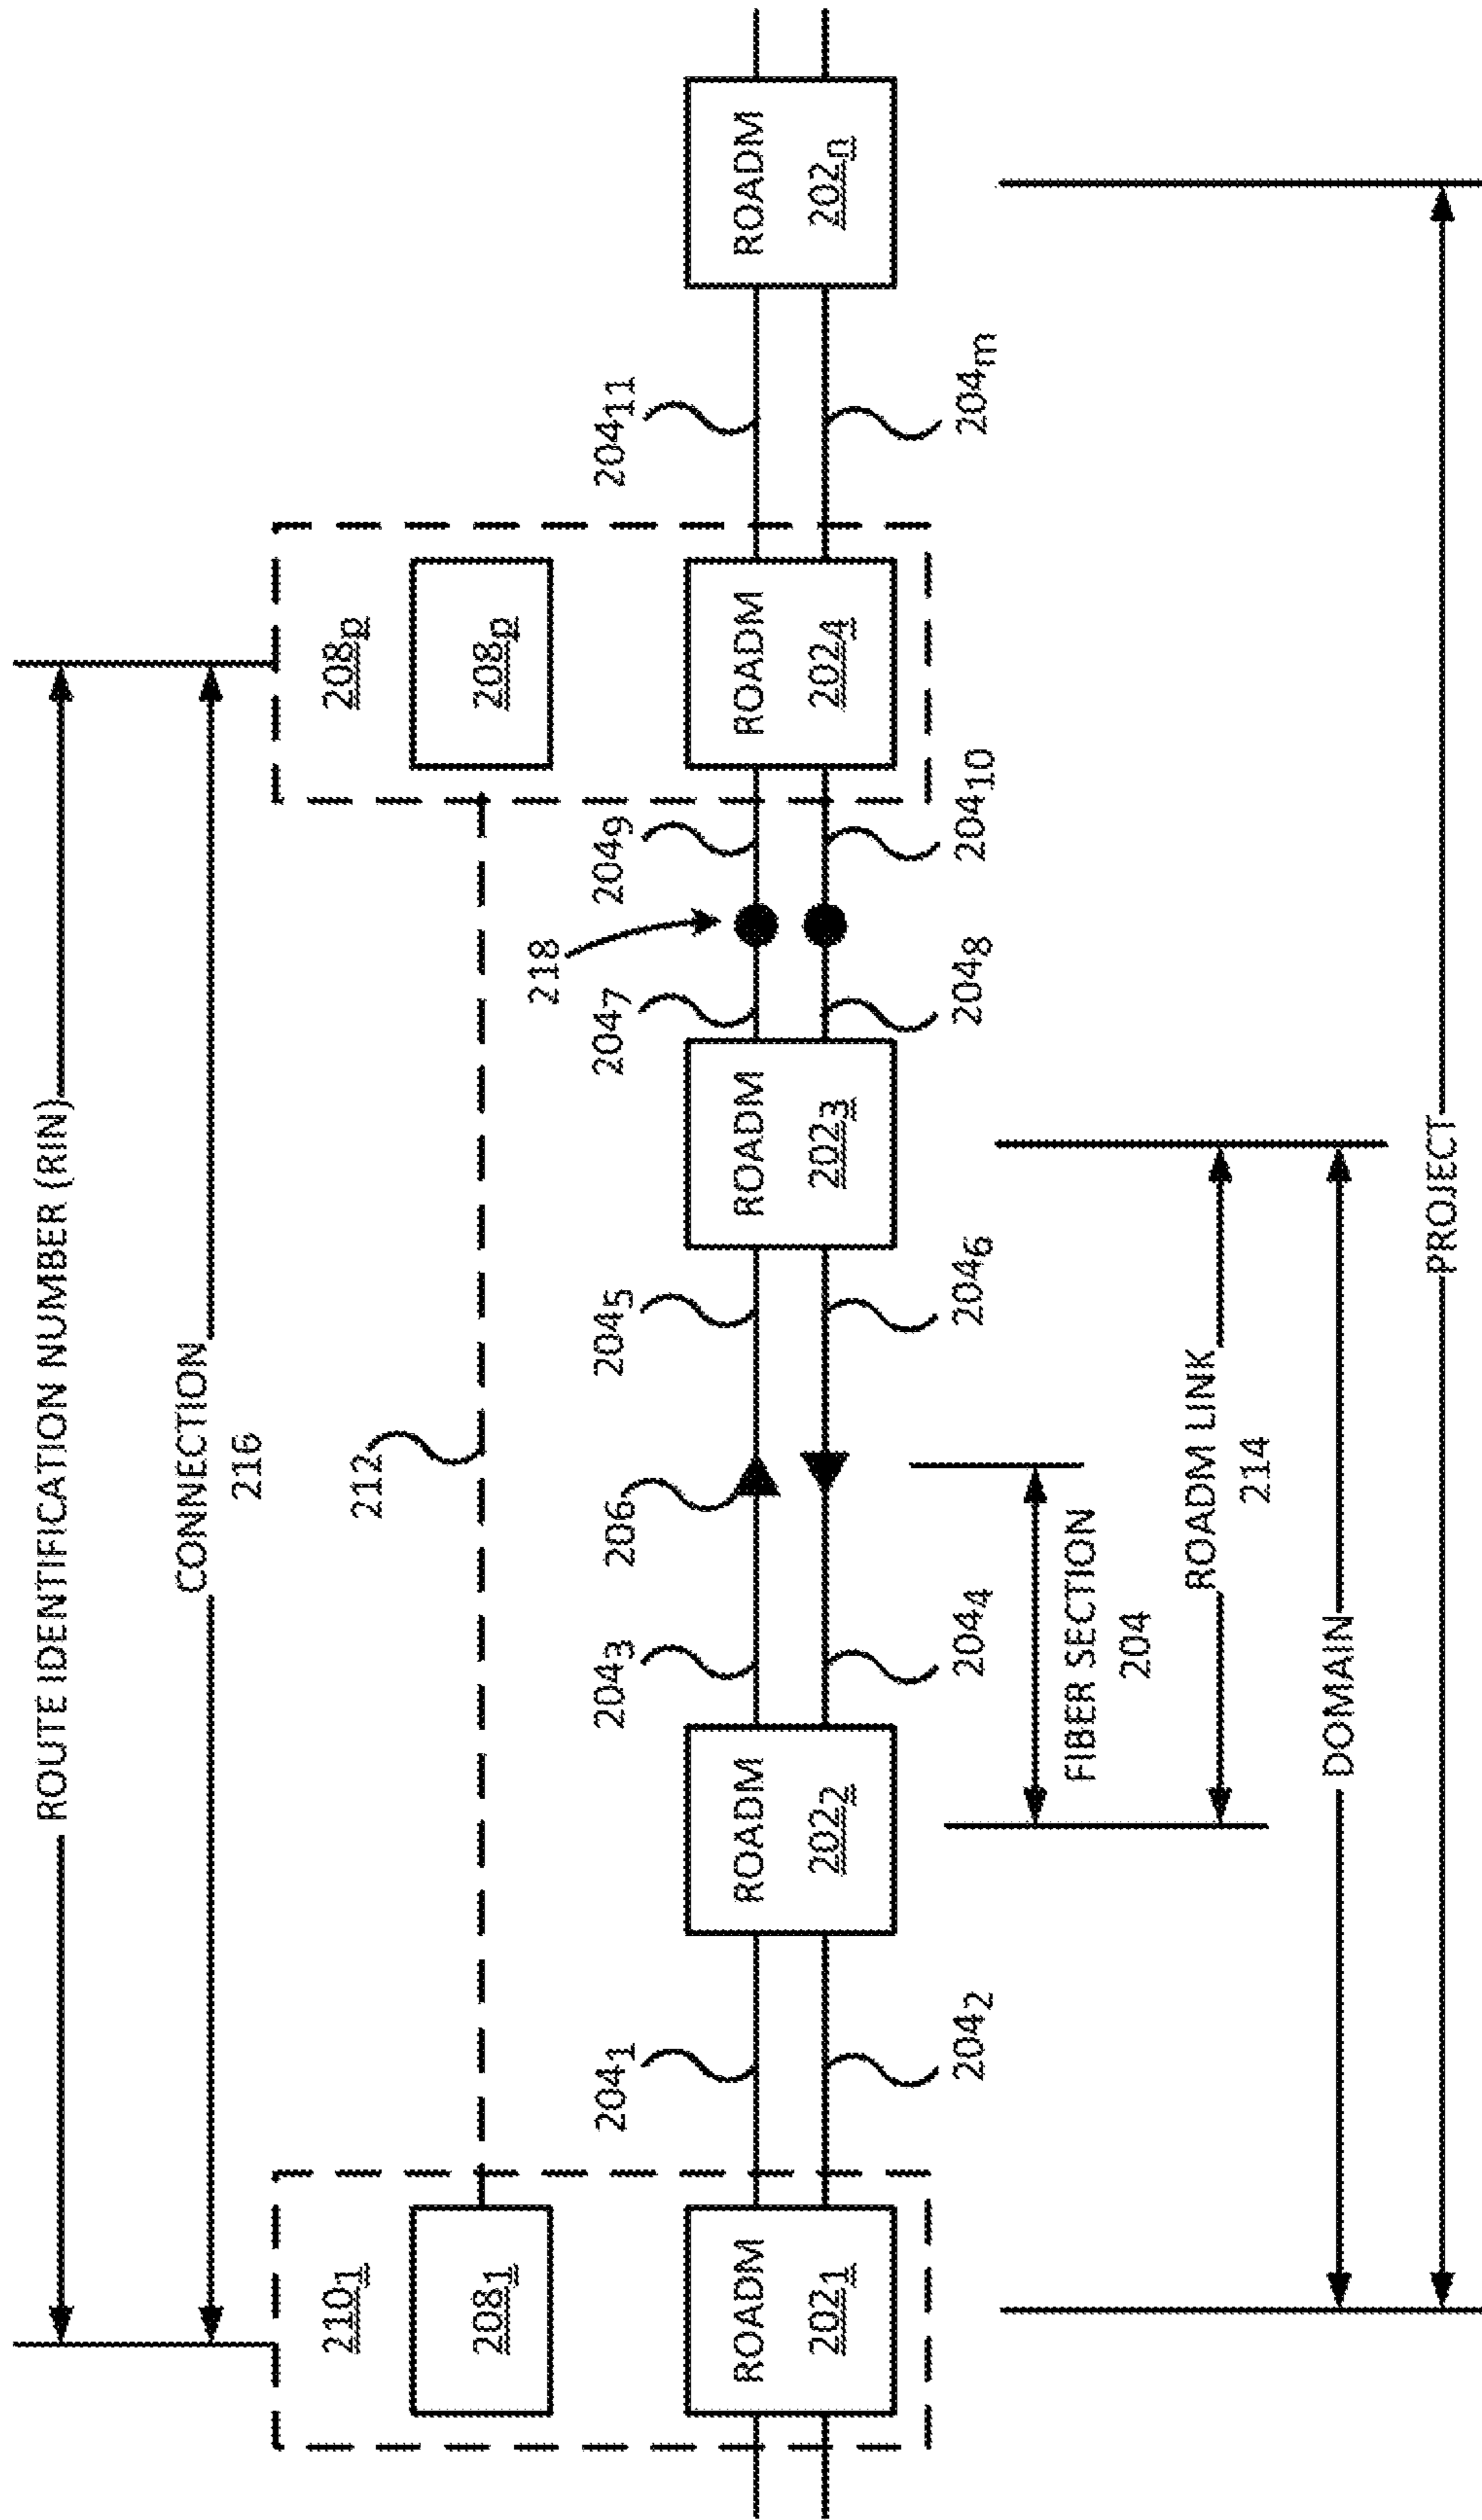 ROUTE IDENTIFICATION NUMBER (RIN)
CONNECTION
216
212
210₁
208₁
208p
208p
204₁
206
204₃
204₅
204₇
218
204₉
204₁₁
ROADM
202₁
ROADM
202₂
ROADM
202₃
ROADM
202₄
ROADM
202n
204₂
204₄
204₆
204₈
204₁₀
204m
FIBER SECTION
204
ROADM LINK
214
DOMAIN
PROJECT